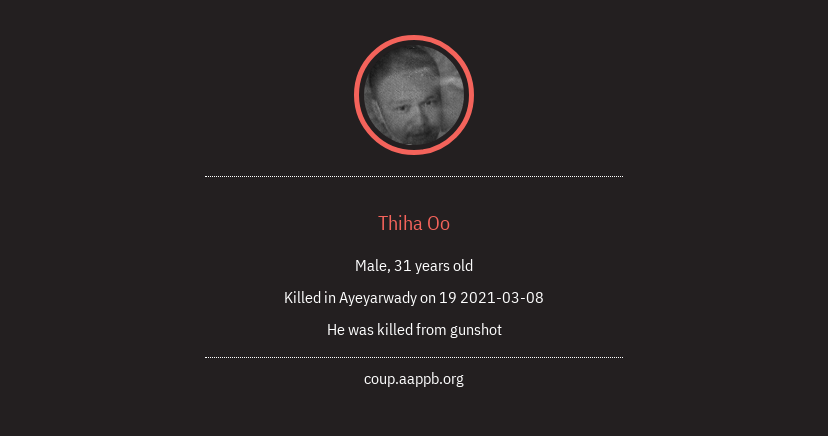 Thiha Oo
Male, 31 years old
Killed in Ayeyarwady on 19 2021-03-08
He was killed from gunshot
coup.aappb.org